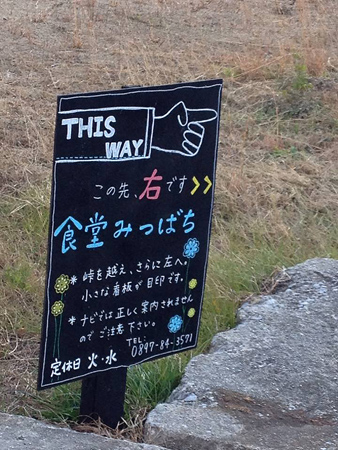 THIS
WAY
この先、右です >>
食堂みつばち
* 峠を越え、さらに左へ。
小さな看板が目印です。
* ナビでは正しく案内されません
のでご注意下さい。
TEL:
定休日 火・水 0897-84-3571